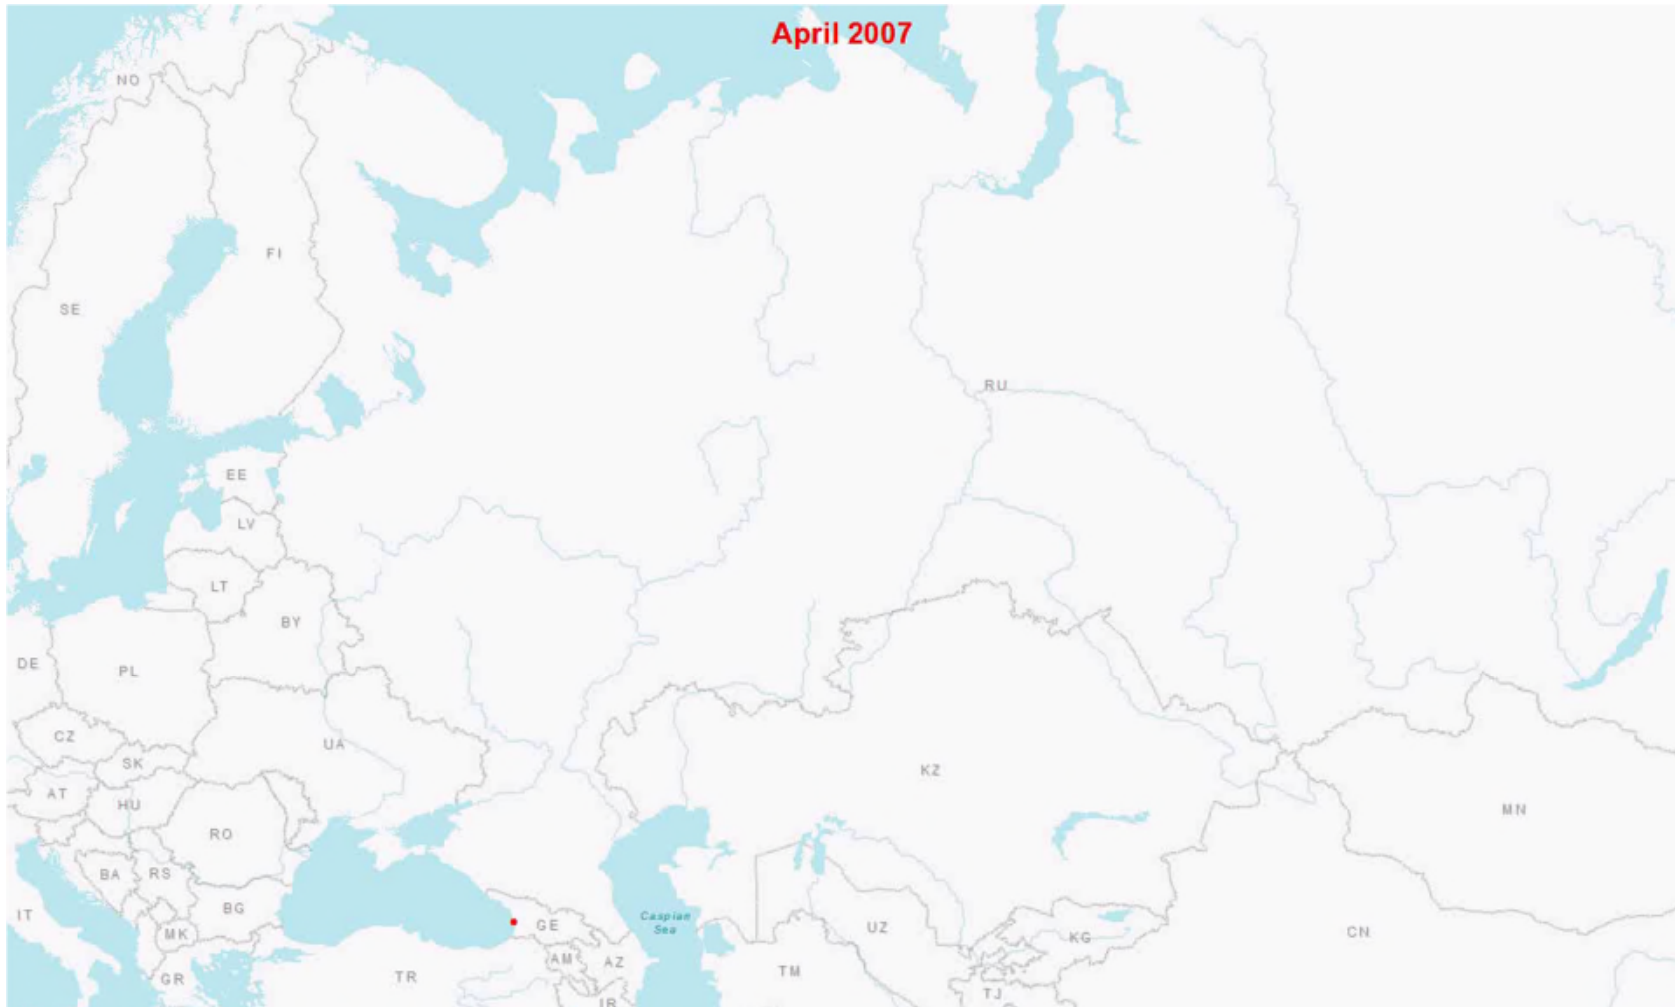 April 2007
NO
FI
SE
RU
EE
LV
LT
BY
DE
PL
CZ
UA
SK
KZ
AT
HU
MN
RO
BA
RS
BG
IT
Caspian
Sea
GE
UZ
CN
MK
KG
AM
AZ
TM
GR
TR
TJ
IR